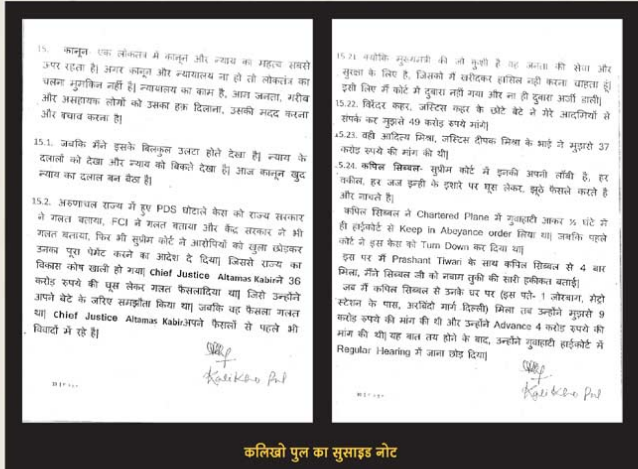 15. कानून- एक लोकतंत्र में कानून और न्याय का महत्व सबसे
ऊपर रहता है| अगर कानून और न्यायालय ना हो तो लोकतंत्र का
चलना मुमकिन नहीं है| न्यायालय का काम है, आम जनता, गरीब
और असहायक लोगों को उसका हक़ दिलाना, उसकी मदद करना
और बचाव करना है|
15.1. जबकि मैंने इसके बिलकुल उलटा होते देखा है| न्याय के
दलालों को देखा और न्याय को बिकते देखा है| आज कानून खुद
न्याय का दलाल बन बैठा है|
15.2. अरुणाचल राज्य में हुए PDS घोटाले केस को राज्य सरकार
ने गलत बताया, FCI ने गलत बताया और केंद्र सरकार ने भी
गलत बताया, फिर भी सुप्रीम कोर्ट ने आरोपियों को खुला छोड़कर
उनका पूरा पेमेंट करने का आदेश दे दिया| जिससे राज्य का
विकास कोष खाली हो गया| Chief Justice Altamas Kabirने 36
करोड़ रुपये की घूस लेकर गलत फैसलादिया था| जिसे उन्होंने
अपने बेटे के जरिए समझौता किया था| जबकि वह फैसला गलत
था| Chief Justice Altamas Kabirअपने फैसलों से पहले भी
विवादों में रहे है|
Kalikho Pul
15.21 क्योंकि मुख्यमंत्री की जो कुर्सी है वह जनता की सेवा और
सुरक्षा के लिए है, जिसको मैं खरीदकर हासिल नहीं करना चाहता हूँ|
इसी लिए मैं कोर्ट में दुबारा नहीं गया और ना ही दुबारा अर्जी डाली|
15.22. विरेंदर कहर, जस्टिस कहर के छोटे बेटे ने मेरे आदमियों से
संपर्क कर मुझसे 49 करोड़ रुपये मांगे|
15.23. वही आदित्य मिश्रा, जस्टिस दीपक मिश्रा के भाई ने मुझसे 37
करोड़ रुपये की मांग की थी|
15.24. कपिल सिब्बल- सुप्रीम कोर्ट में इनकी अपनी लॉबी है, हर
वकील, हर जज इन्ही के इशारे पर घूस लेकर, झूठे फैसले करते है
और नाचते है|
कपिल सिब्बल ने Chartered Plane में गुवाहाटी आकर ½ घंटे में
ही हाईकोर्ट से Keep in Abeyance order लिया था| जबकि पहले
कोर्ट ने इस केस को Turn Down कर दिया था|
इस पर मैं Prashant Tiwari के साथ कपिल सिब्बल से 4 बार
मिला, मैंने सिब्बल जी को नबाम तुकी की सारी हकीकत बताई|
जब मैं कपिल सिब्बल से उनके घर पर (इस पते- 1 जोरबाग, मेट्रो
स्टेशन के पास, अरबिंदो मार्ग दिल्ली) मिला तब उन्होंने मुझसे 9
करोड़ रुपये की मांग की थी और उन्होंने Advance 4 करोड़ रुपये की
मांग की थी| यह बात तय होने के बाद, उन्होंने गुवाहाटी हाईकोर्ट में
Regular Hearing में जाना छोड़ दिया|
Kalikho Pul
कलिखो पुल का सुसाइड नोट